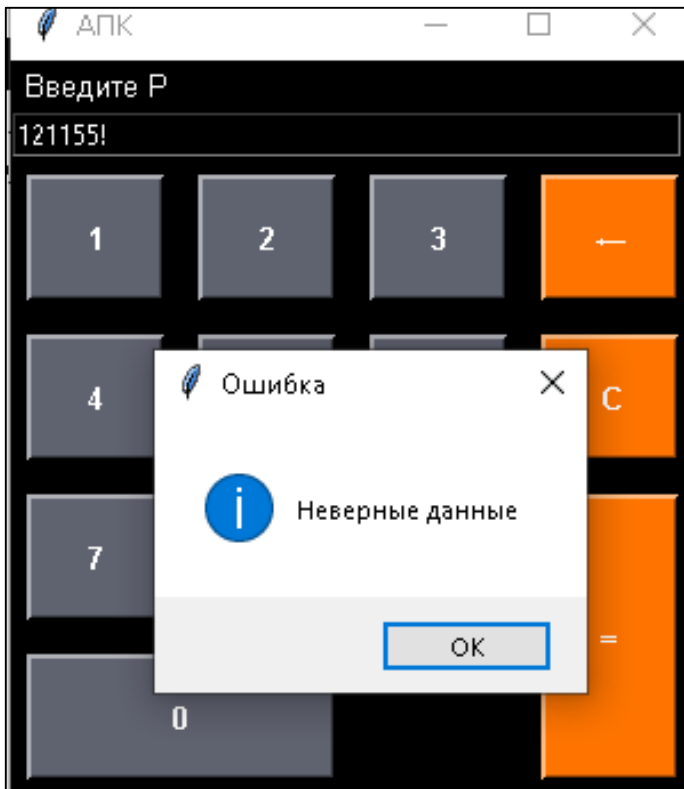 АПК
Введите Р
121155!
1 2 3 ←
4 C
Ошибка
Неверные данные
7 =
OK
0